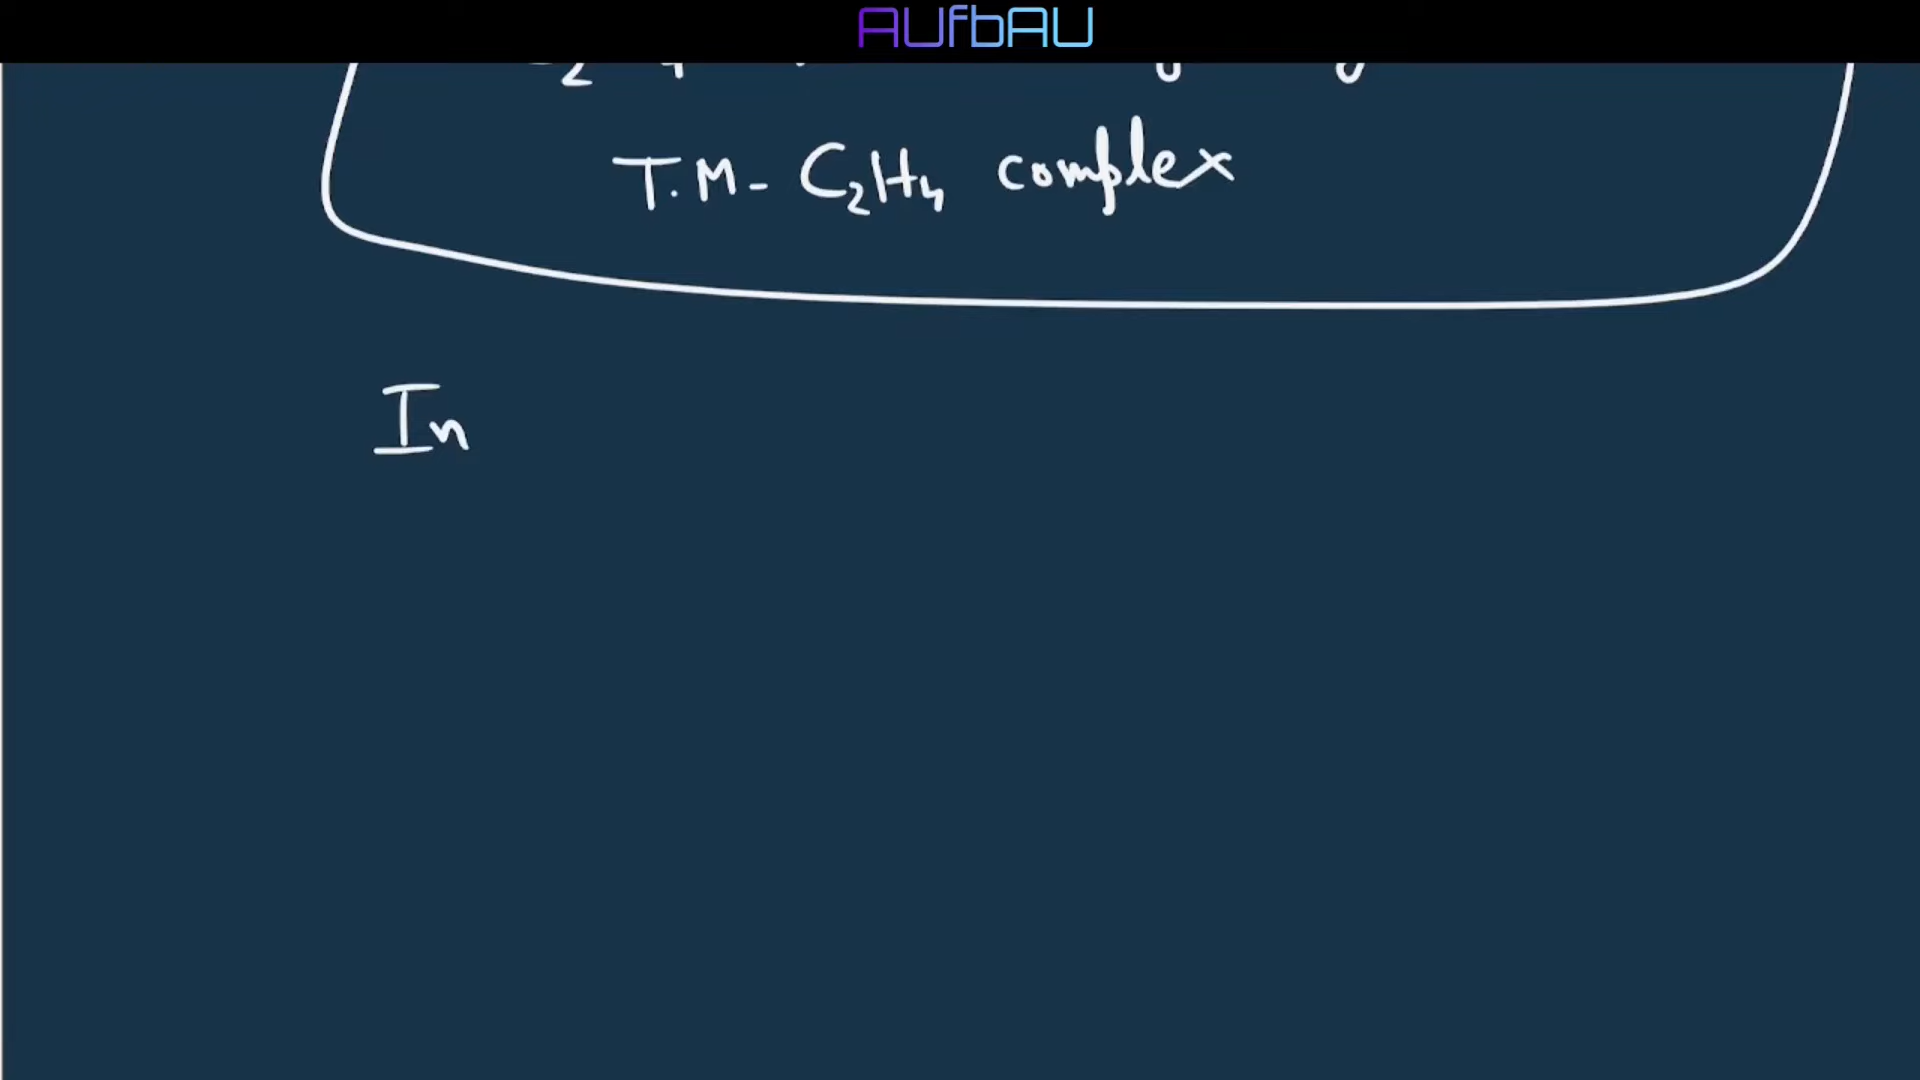 AUfbAU
T.M- C₂H₄ complex
In